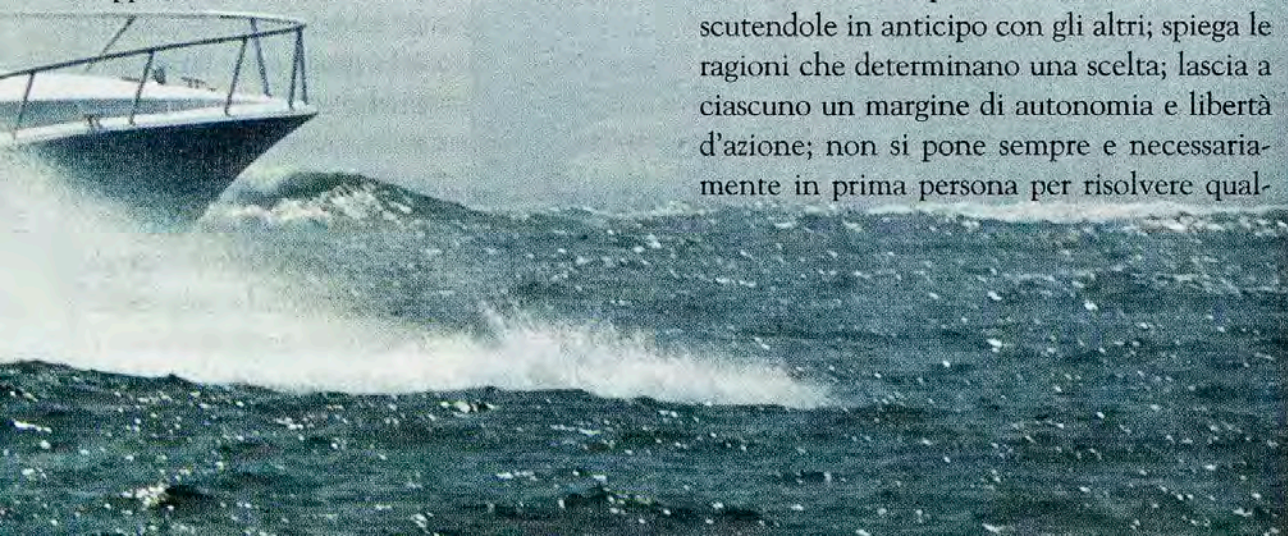 scutendole in anticipo con gli altri; spiega le
ragioni che determinano una scelta; lascia a
ciascuno un margine di autonomia e libertà
d'azione; non si pone sempre e necessaria-
mente in prima persona per risolvere qual-